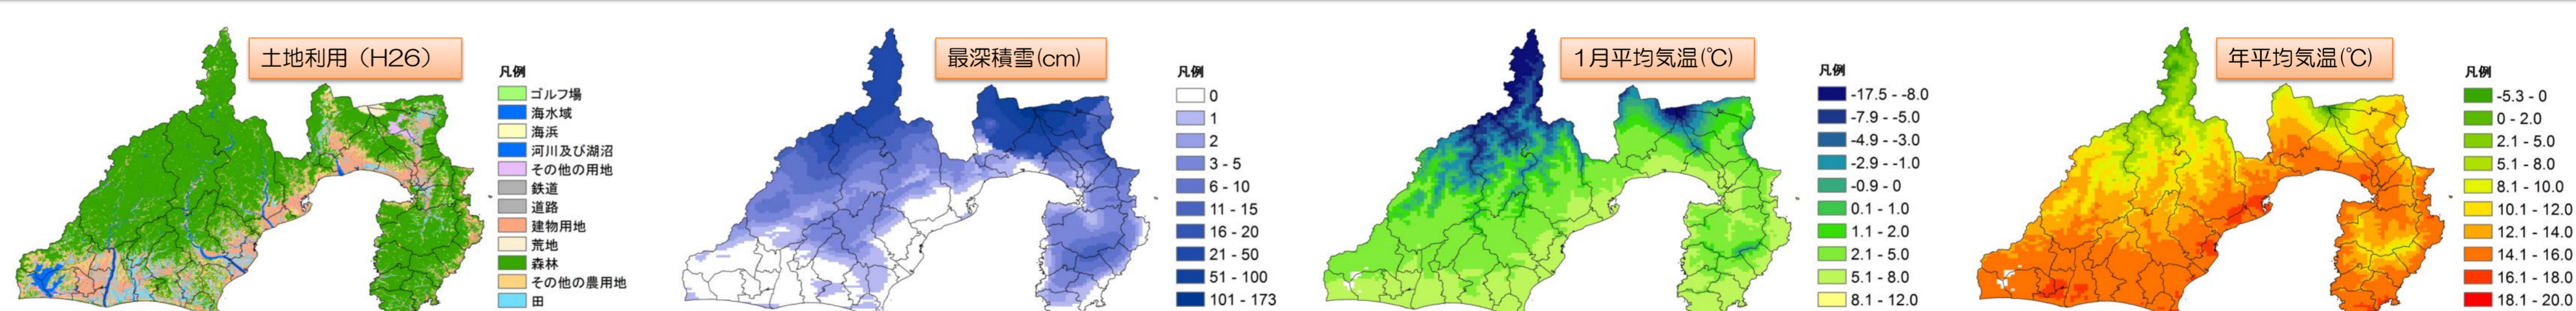 土地利用（H26）
凡例
ゴルフ場
海水域
海浜
河川及び湖沼
その他の用地
鉄道
道路
建物用地
荒地
森林
その他の農用地
田
最深積雪(cm)
凡例
0
1
2
3 - 5
6 - 10
11 - 15
16 - 20
21 - 50
51 - 100
101 - 173
1月平均気温(℃)
凡例
-17.5 - -8.0
-7.9 - -5.0
-4.9 - -3.0
-2.9 - -1.0
-0.9 - 0
0.1 - 1.0
1.1 - 2.0
2.1 - 5.0
5.1 - 8.0
8.1 - 12.0
年平均気温(℃)
凡例
-5.3 - 0
0 - 2.0
2.1 - 5.0
5.1 - 8.0
8.1 - 10.0
10.1 - 12.0
12.1 - 14.0
14.1 - 16.0
16.1 - 18.0
18.1 - 20.0